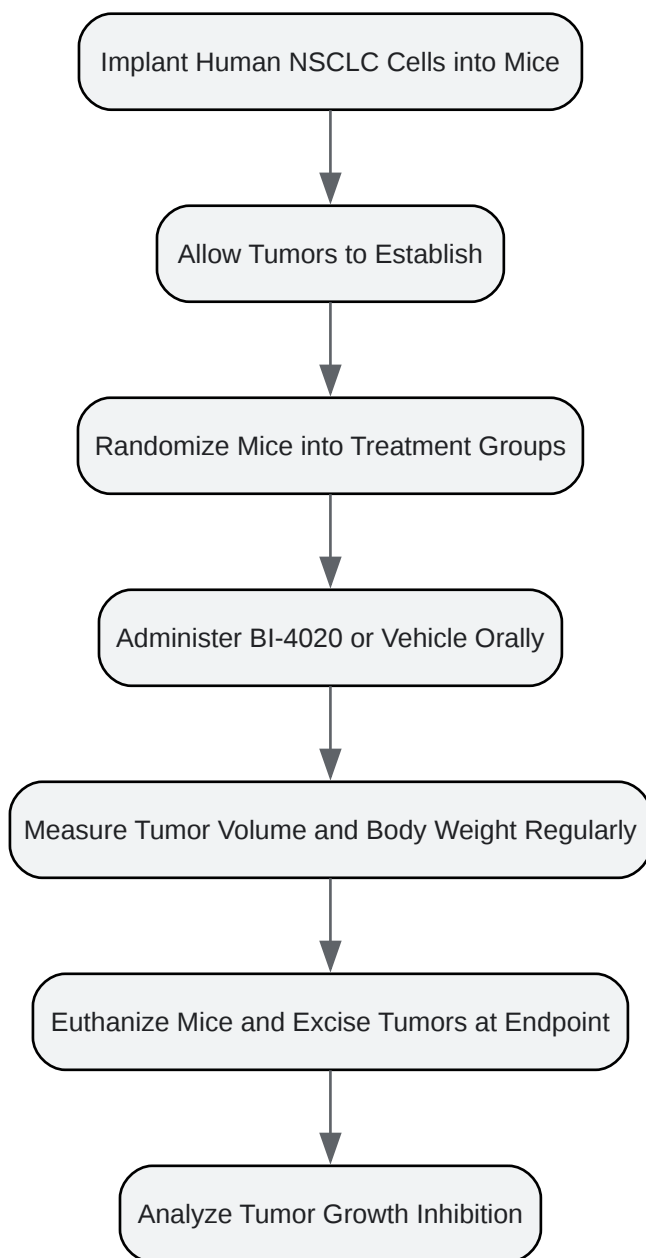 Implant Human NSCLC Cells into Mice
Allow Tumors to Establish
Randomize Mice into Treatment Groups
Administer BI-4020 or Vehicle Orally
Measure Tumor Volume and Body Weight Regularly
Euthanize Mice and Excise Tumors at Endpoint
Analyze Tumor Growth Inhibition